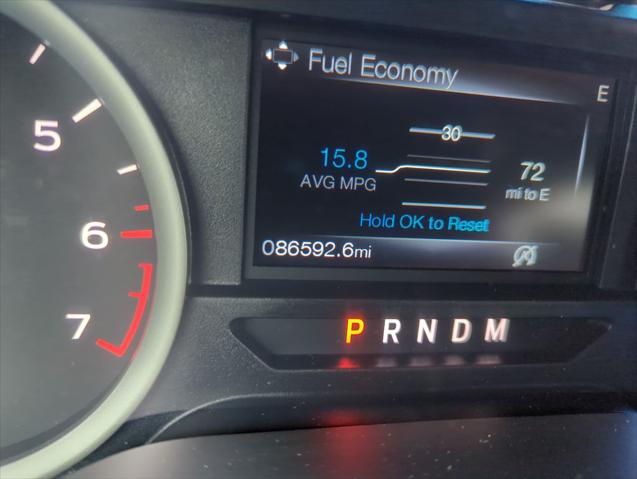 Fuel Economy
E
5
30
15.8
72
AVG MPG
mi to E
Hold OK to Reset
6
086592.6mi
7
P R N D M